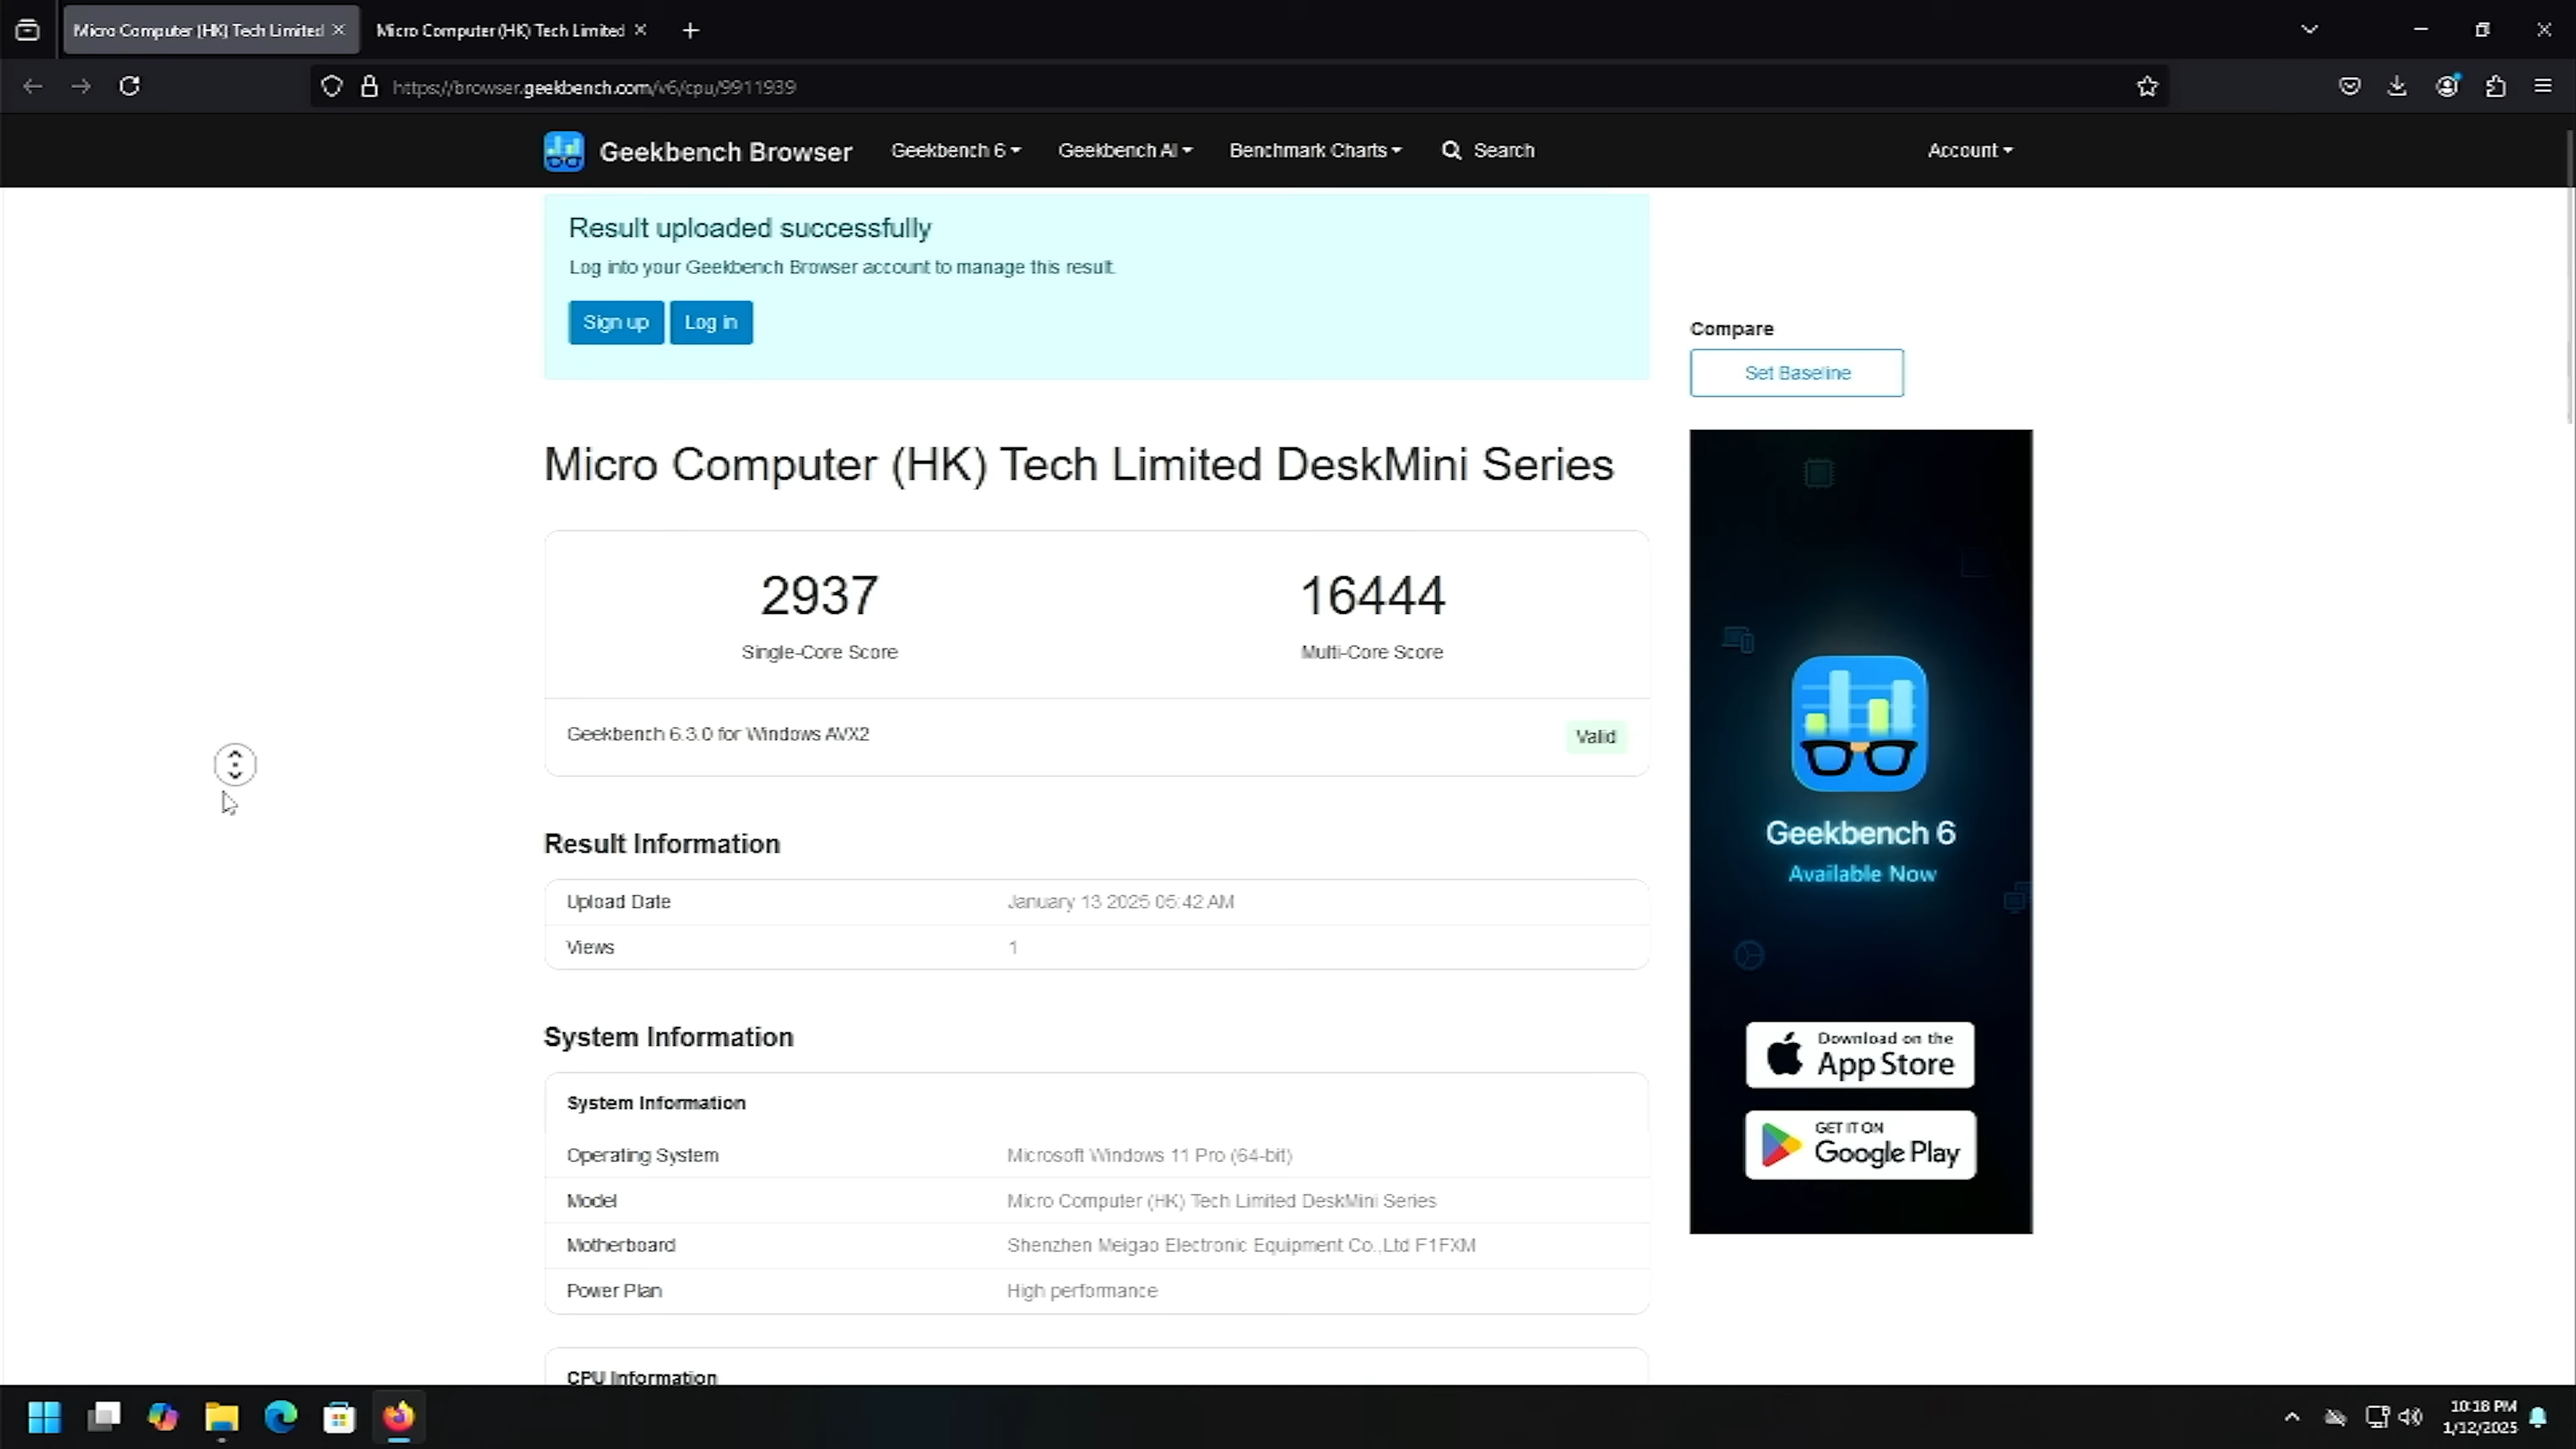 Micro Computer (HK) Tech Limited
Micro Computer (HK) Tech Limited
https://browser.geekbench.com/v6/cpu/9911939
Geekbench Browser
Geekbench 6
Geekbench AI
Benchmark Charts
Search
Account
Result uploaded successfully
Log into your Geekbench Browser account to manage this result.
Sign up
Log in
Compare
Set Baseline
Micro Computer (HK) Tech Limited DeskMini Series
2937
16444
Single-Core Score
Multi-Core Score
Geekbench 6.3.0 for Windows AVX2
Valid
Result Information
Upload Date
January 13 2025 05:42 AM
Views
1
System Information
System Information
Operating System
Microsoft Windows 11 Pro (64-bit)
Model
Micro Computer (HK) Tech Limited DeskMini Series
Motherboard
Shenzhen Meigao Electronic Equipment Co.,Ltd F1FXM
Power Plan
High performance
CPU Information
Geekbench 6
Available Now
Download on the
App Store
GET IT ON
Google Play
10:18 PM
1/12/2025